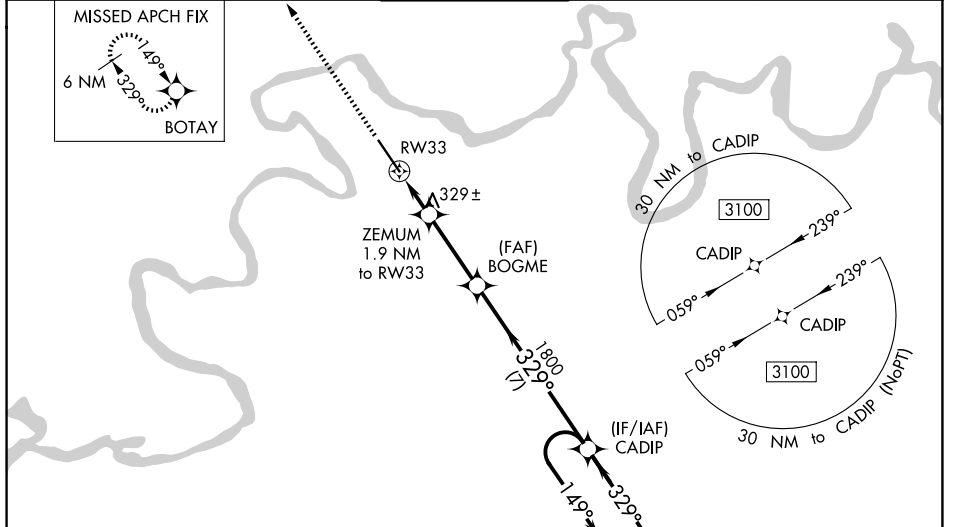 MISSED APCH FIX
6 NM
149°
329°
BOTAY
RW33
329±
ZEMUM
1.9 NM
to RW33
(FAF)
BOGME
1800
329°
(7)
(IF/IAF)
CADIP
149°
329°
30 NM to CADIP
3100
239°
CADIP
059°
239°
CADIP
059°
3100
30 NM to CADIP (NoPT)